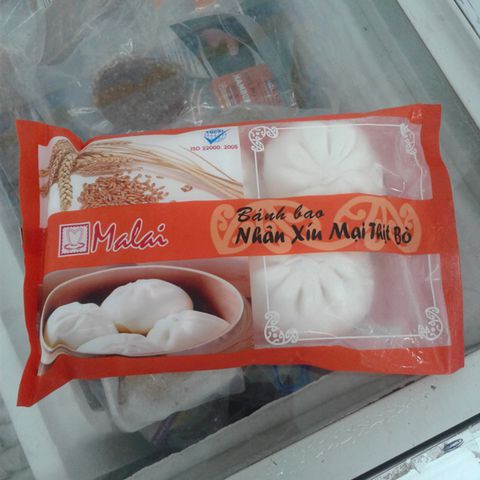 ISO 22000: 2005
Malai
Bánh bao
Nhân Xíu Mại Thịt Bò